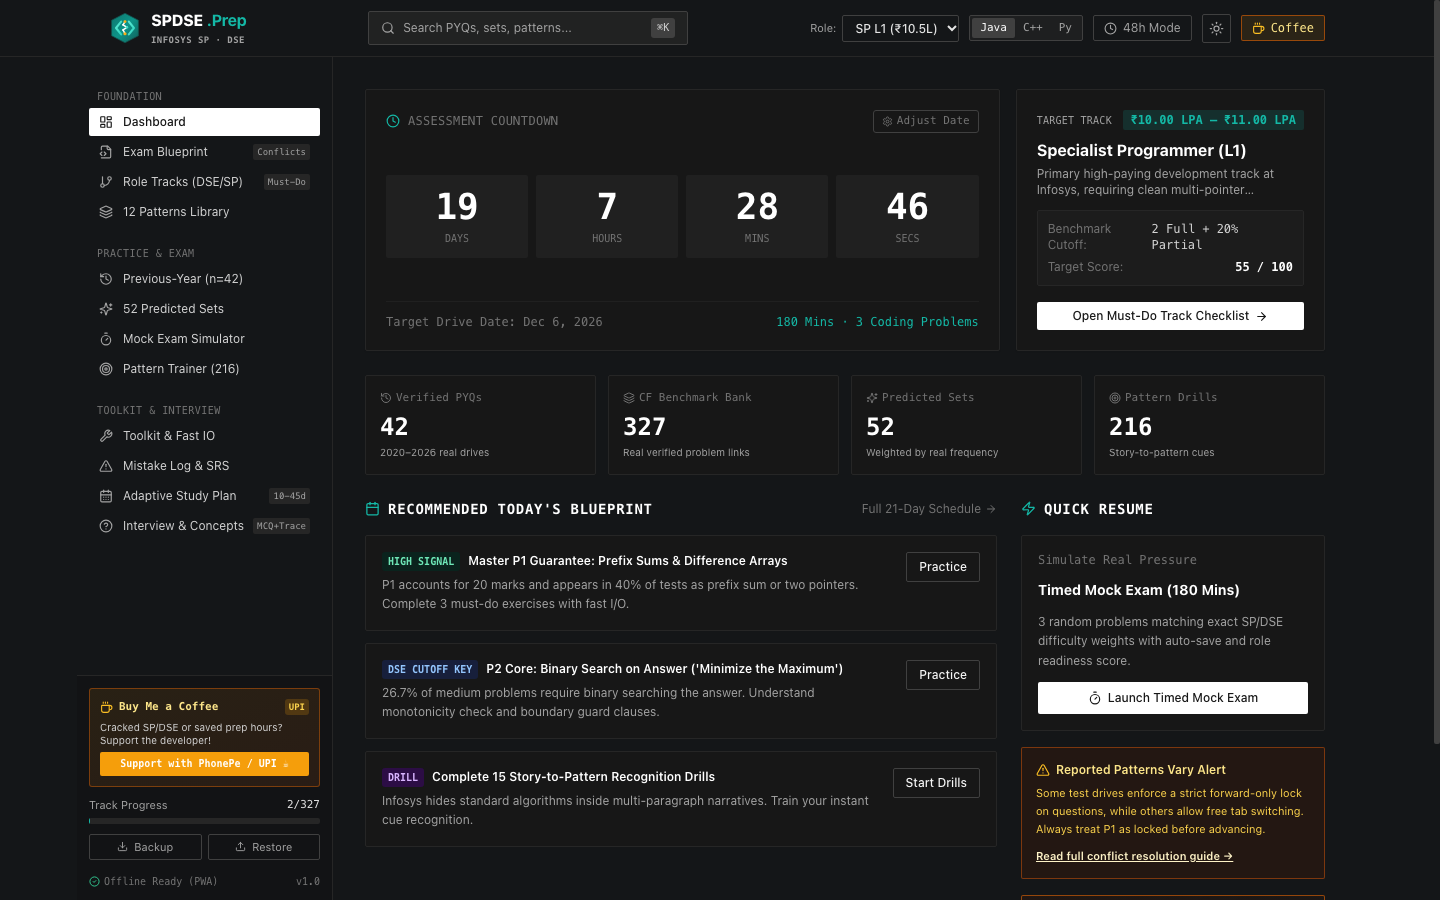 SPDSE .Prep
INFOSYS SP · DSE
Search PYQs, sets, patterns...
⌘K
Role:
SP L1 (₹10.5L)
Java
C++
Py
48h Mode
Coffee
FOUNDATION
Dashboard
Exam Blueprint
Conflicts
Role Tracks (DSE/SP)
Must-Do
12 Patterns Library
PRACTICE & EXAM
Previous-Year (n=42)
52 Predicted Sets
Mock Exam Simulator
Pattern Trainer (216)
TOOLKIT & INTERVIEW
Toolkit & Fast IO
Mistake Log & SRS
Adaptive Study Plan
10–45d
Interview & Concepts
MCQ+Trace
Buy Me a Coffee
UPI
Cracked SP/DSE or saved prep hours?
Support the developer!
Support with PhonePe / UPI ☕
Track Progress
2/327
Backup
Restore
Offline Ready (PWA)
v1.0
ASSESSMENT COUNTDOWN
Adjust Date
19
DAYS
7
HOURS
28
MINS
46
SECS
Target Drive Date: Dec 6, 2026
180 Mins · 3 Coding Problems
TARGET TRACK
₹10.00 LPA – ₹11.00 LPA
Specialist Programmer (L1)
Primary high-paying development track at
Infosys, requiring clean multi-pointer...
Benchmark
Cutoff:
2 Full + 20%
Partial
Target Score:
55 / 100
Open Must-Do Track Checklist →
Verified PYQs
42
2020–2026 real drives
CF Benchmark Bank
327
Real verified problem links
Predicted Sets
52
Weighted by real frequency
Pattern Drills
216
Story-to-pattern cues
RECOMMENDED TODAY'S BLUEPRINT
Full 21-Day Schedule →
HIGH SIGNAL
Master P1 Guarantee: Prefix Sums & Difference Arrays
P1 accounts for 20 marks and appears in 40% of tests as prefix sum or two pointers.
Complete 3 must-do exercises with fast I/O.
Practice
DSE CUTOFF KEY
P2 Core: Binary Search on Answer ('Minimize the Maximum')
26.7% of medium problems require binary searching the answer. Understand
monotonicity check and boundary guard clauses.
Practice
DRILL
Complete 15 Story-to-Pattern Recognition Drills
Infosys hides standard algorithms inside multi-paragraph narratives. Train your instant
cue recognition.
Start Drills
QUICK RESUME
Simulate Real Pressure
Timed Mock Exam (180 Mins)
3 random problems matching exact SP/DSE
difficulty weights with auto-save and role
readiness score.
Launch Timed Mock Exam
Reported Patterns Vary Alert
Some test drives enforce a strict forward-only lock
on questions, while others allow free tab switching.
Always treat P1 as locked before advancing.
Read full conflict resolution guide →